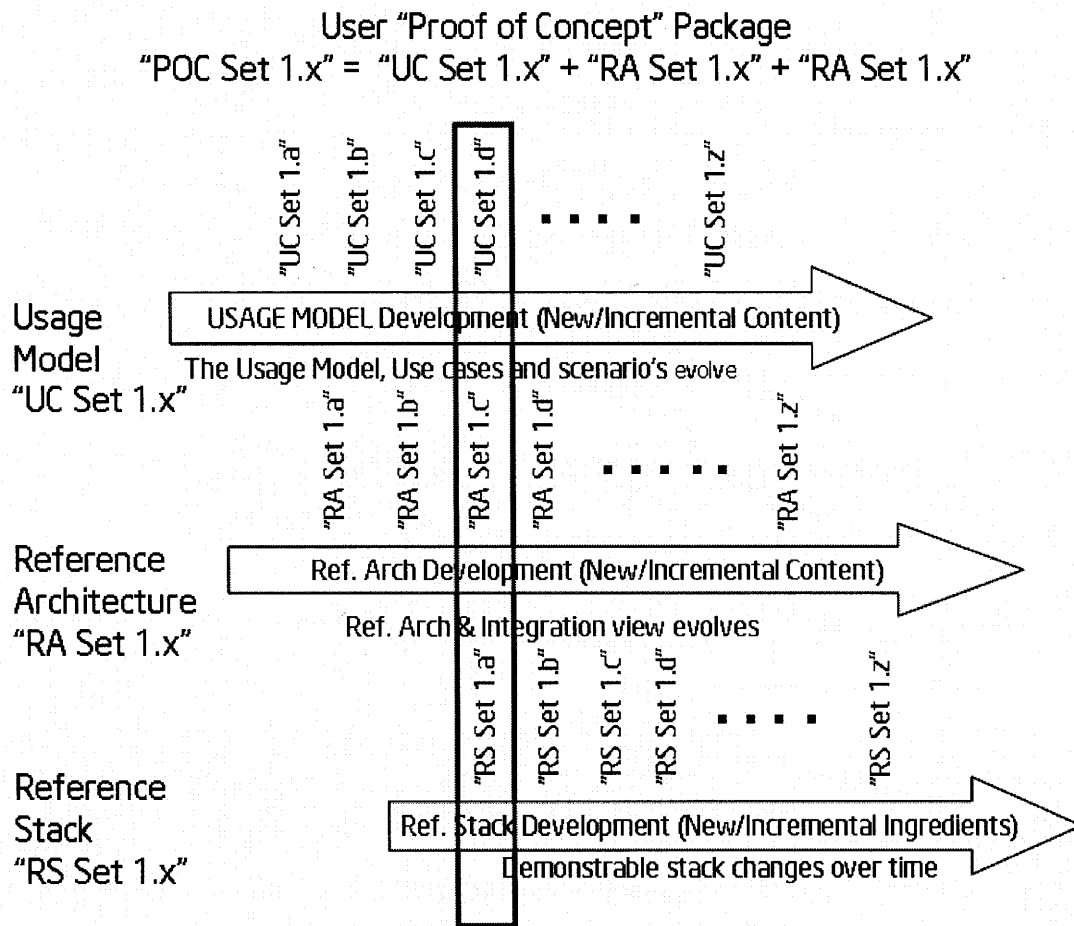 User “Proof of Concept” Package
“POC Set 1.x” = “UC Set 1.x” + “RA Set 1.x” + “RA Set 1.x”
“UC Set 1.a”
“UC Set 1.b”
“UC Set 1.c”
“UC Set 1.d”
“UC Set 1.z”
Usage
Model
“UC Set 1.x”
USAGE MODEL Development (New/Incremental Content)
The Usage Model, Use cases and scenario's evolve
“RA Set 1.a”
“RA Set 1.b”
“RA Set 1.c”
“RA Set 1.d”
“RA Set 1.z”
Reference
Architecture
“RA Set 1.x”
Ref. Arch Development (New/Incremental Content)
Ref. Arch & Integration view evolves
“RS Set 1.a”
“RS Set 1.b”
“RS Set 1.c”
“RS Set 1.d”
“RS Set 1.z”
Reference
Stack
“RS Set 1.x”
Ref. Stack Development (New/Incremental Ingredients)
Demonstrable stack changes over time